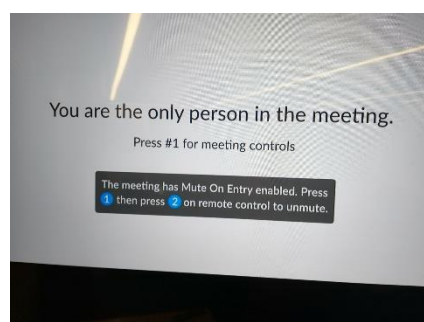 You are the only person in the meeting.
Press #1 for meeting controls
The meeting has Mute On Entry enabled. Press
1 then press 2 on remote control to unmute.